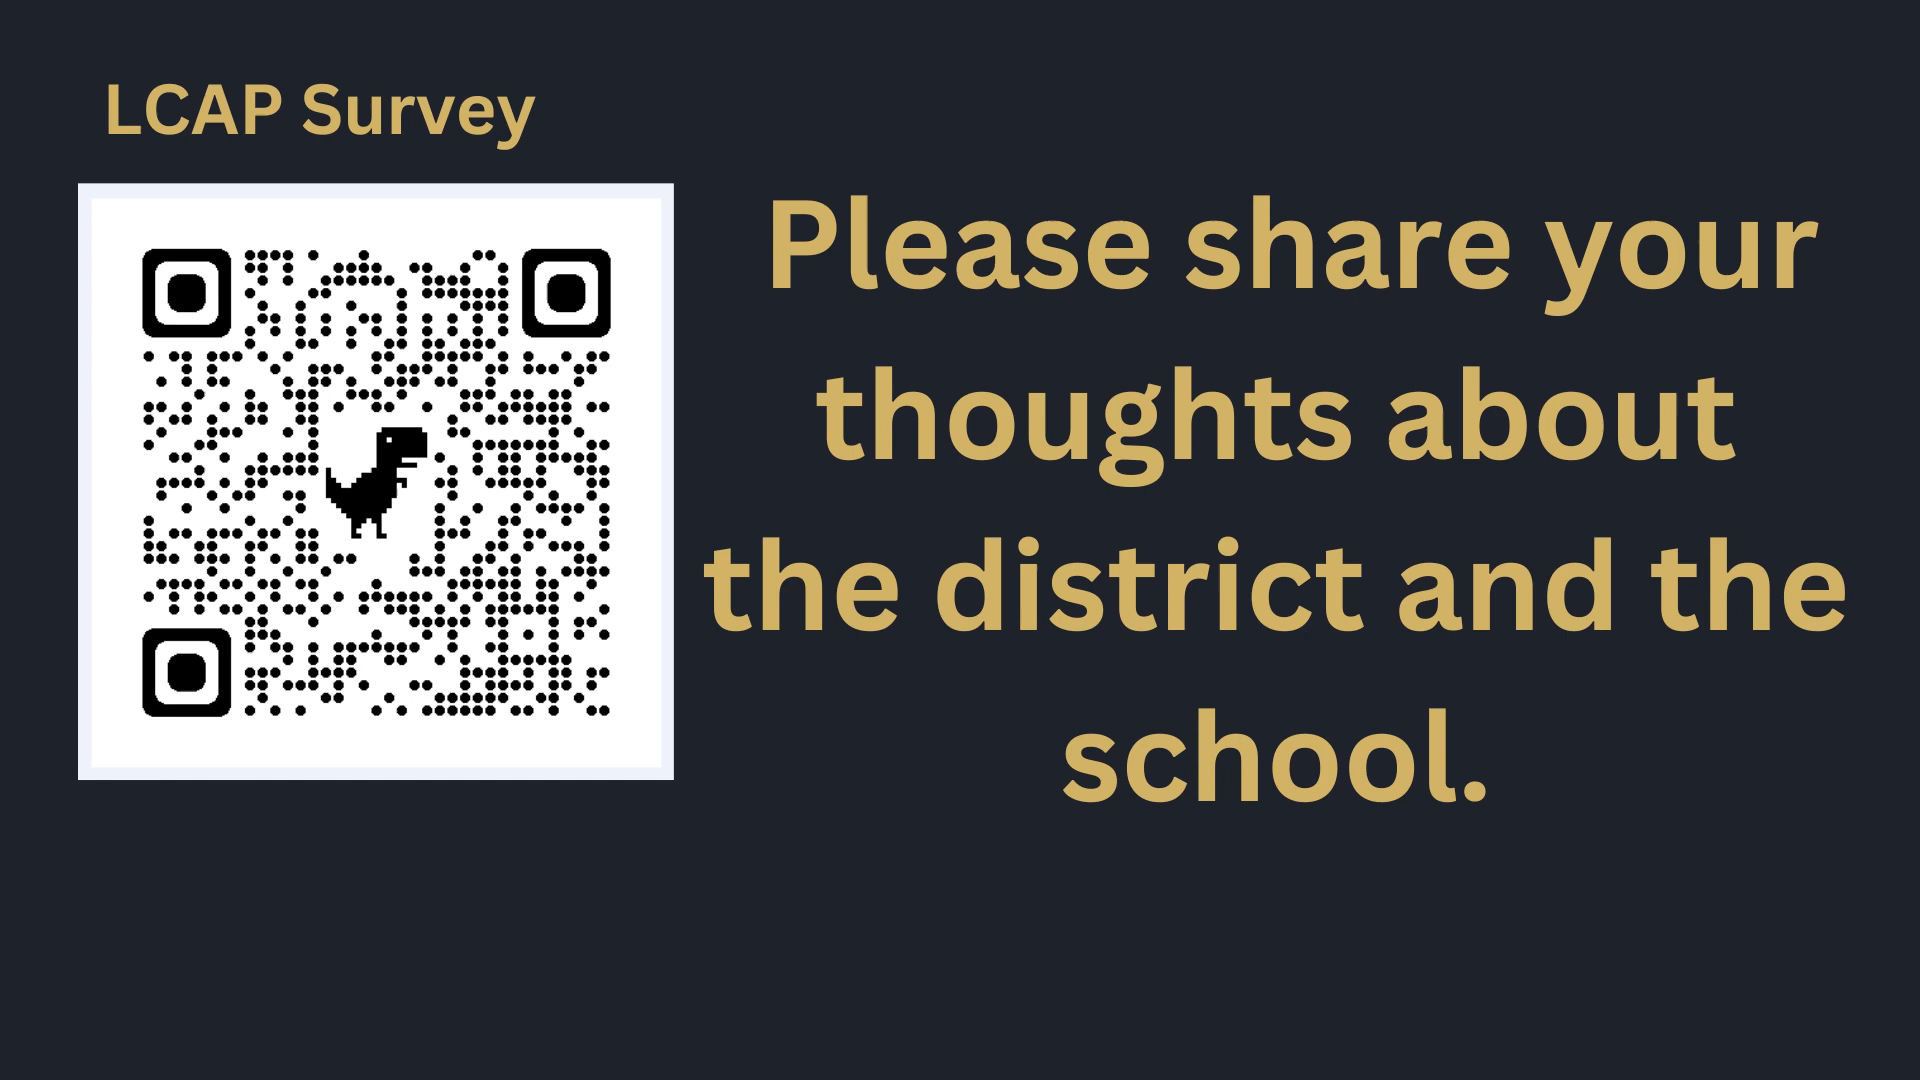 LCAP Survey
Please share your
thoughts about
the district and the
school.